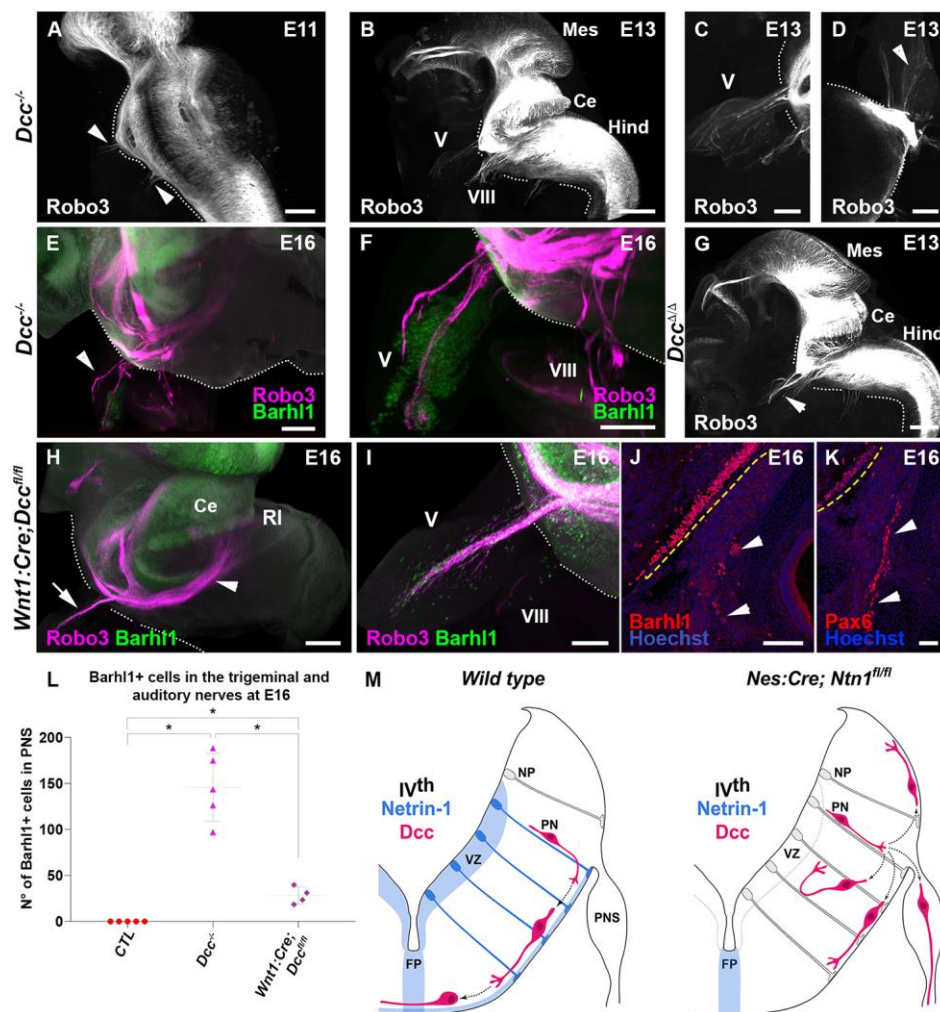 A
E11
Dcc-/-
Robo3
B
Mes
E13
Ce
Hind
V
VIII
Robo3
C
E13
V
Robo3
D
E13
Robo3
E
E16
Dcc-/-
Robo3
Barhl1
F
E16
V
VIII
Robo3
Barhl1
G
E13
DccΔ/Δ
Mes
Ce
Hind
Robo3
H
E16
Wnt1:Cre;Dccfl/fl
Ce
Rl
Robo3 Barhl1
I
E16
V
VIII
Robo3 Barhl1
J
E16
Barhl1
Hoechst
K
E16
Pax6
Hoechst
L
Barhl1+ cells in the trigeminal and
auditory nerves at E16
*
* *
N° of Barhl1+ cells in PNS
200
150
100
50
0
CTL
Dcc-/-
Wnt1:Cre;
Dccfl/fl
M
Wild type
IVth
Netrin-1
Dcc
NP
PN
VZ
PNS
FP
Nes:Cre; Ntn1fl/fl
IVth
Netrin-1
Dcc
NP
PN
VZ
FP